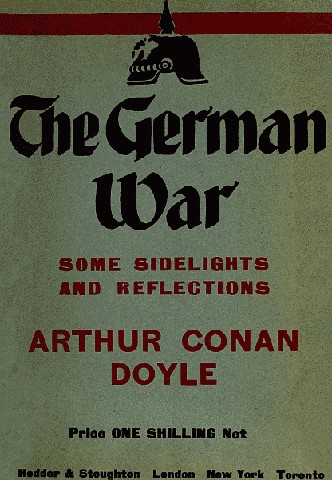 The German
War
SOME SIDELIGHTS
AND REFLECTIONS
ARTHUR CONAN
DOYLE
Price ONE SHILLING Net
Hodder & Stoughton London New York Toronto